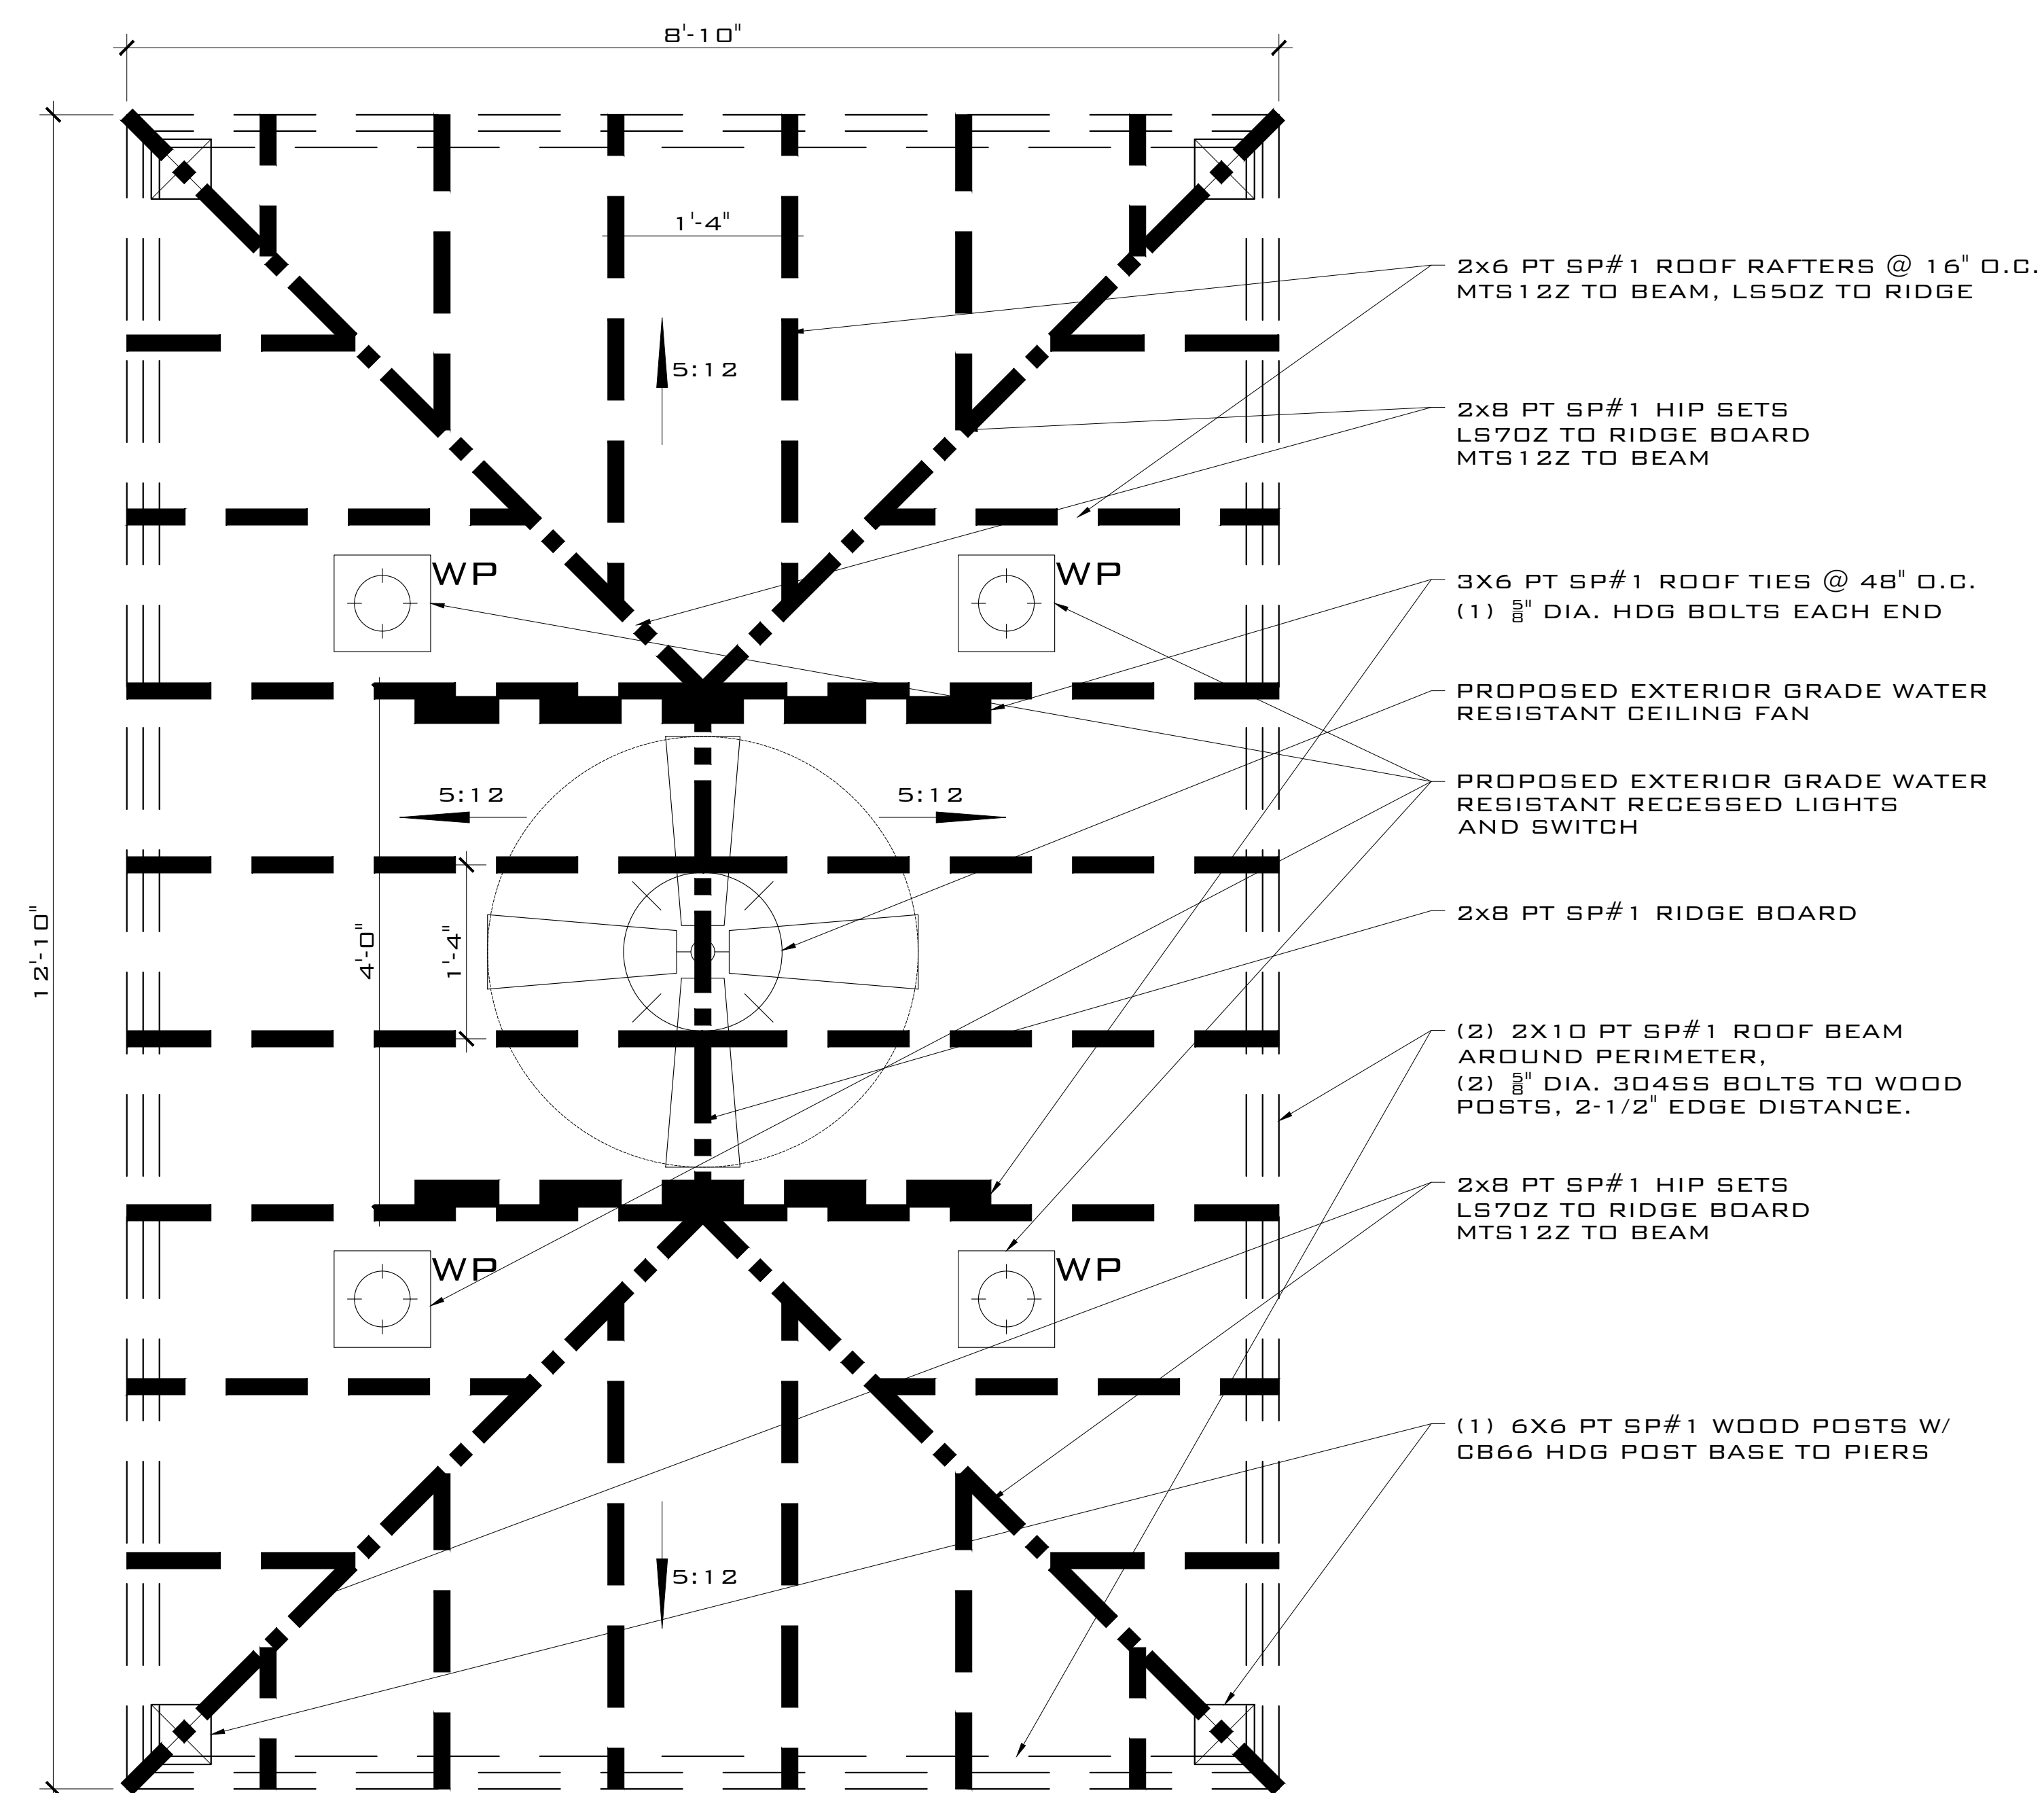 8'-10"
1'-4"
2x6 PT SP#1 ROOF RAFTERS @ 16" O.C.
MTS12Z TO BEAM, LS50Z TO RIDGE
5:12
2x8 PT SP#1 HIP SETS
LS70Z TO RIDGE BOARD
MTS12Z TO BEAM
WP
WP
3X6 PT SP#1 ROOF TIES @ 48" O.C.
(1) 5/8" DIA. HDG BOLTS EACH END
PROPOSED EXTERIOR GRADE WATER
RESISTANT CEILING FAN
5:12
5:12
PROPOSED EXTERIOR GRADE WATER
RESISTANT RECESSED LIGHTS
AND SWITCH
12'-10"
4'-0"
1'-4"
2x8 PT SP#1 RIDGE BOARD
(2) 2X10 PT SP#1 ROOF BEAM
AROUND PERIMETER,
(2) 5/8" DIA. 304SS BOLTS TO WOOD
POSTS, 2-1/2" EDGE DISTANCE.
2x8 PT SP#1 HIP SETS
LS70Z TO RIDGE BOARD
MTS12Z TO BEAM
WP
WP
(1) 6X6 PT SP#1 WOOD POSTS W/
CB66 HDG POST BASE TO PIERS
5:12